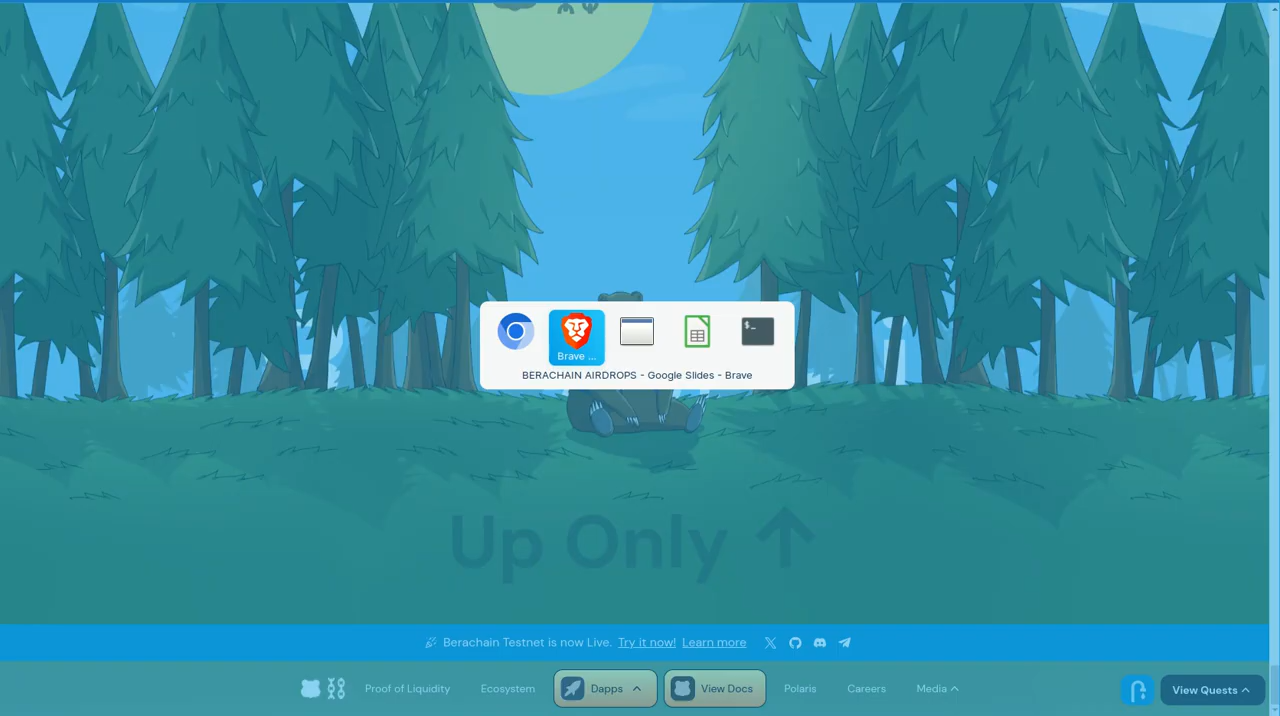 $_
Brave ...
BERACHAIN AIRDROPS - Google Slides - Brave
Up Only ↑
Berachain Testnet is now Live. Try it now! Learn more
Proof of Liquidity Ecosystem Dapps View Docs Polaris Careers Media View Quests